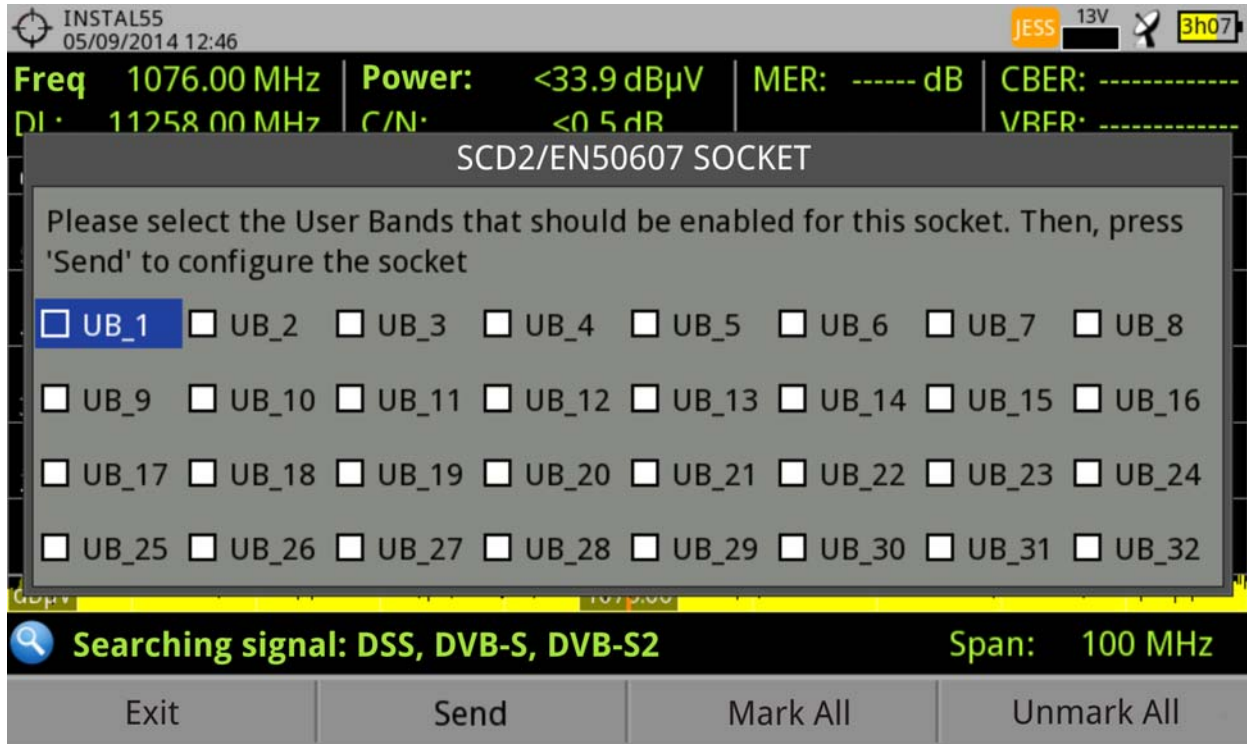 INSTAL55
05/09/2014 12:46
JESS
13V
3h07
Freq 1076.00 MHz Power: <33.9 dBµV MER: ------ dB CBER: -------------
DL: 11258.00 MHz C/N: <0.5 dB VBER: -------------
SCD2/EN50607 SOCKET
Please select the User Bands that should be enabled for this socket. Then, press
'Send' to configure the socket
UB_1 UB_2 UB_3 UB_4 UB_5 UB_6 UB_7 UB_8
UB_9 UB_10 UB_11 UB_12 UB_13 UB_14 UB_15 UB_16
UB_17 UB_18 UB_19 UB_20 UB_21 UB_22 UB_23 UB_24
UB_25 UB_26 UB_27 UB_28 UB_29 UB_30 UB_31 UB_32
dBµV 1076.00
Searching signal: DSS, DVB-S, DVB-S2 Span: 100 MHz
Exit Send Mark All Unmark All